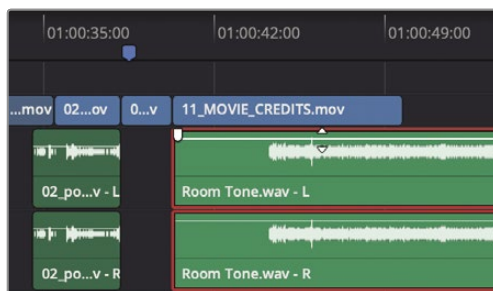 01:00:35:00 01:00:42:00 01:00:49:00
...mov 02...ov 0...v 11_MOVIE_CREDITS.mov
02_po...v - L Room Tone.wav - L
02_po...v - R Room Tone.wav - R